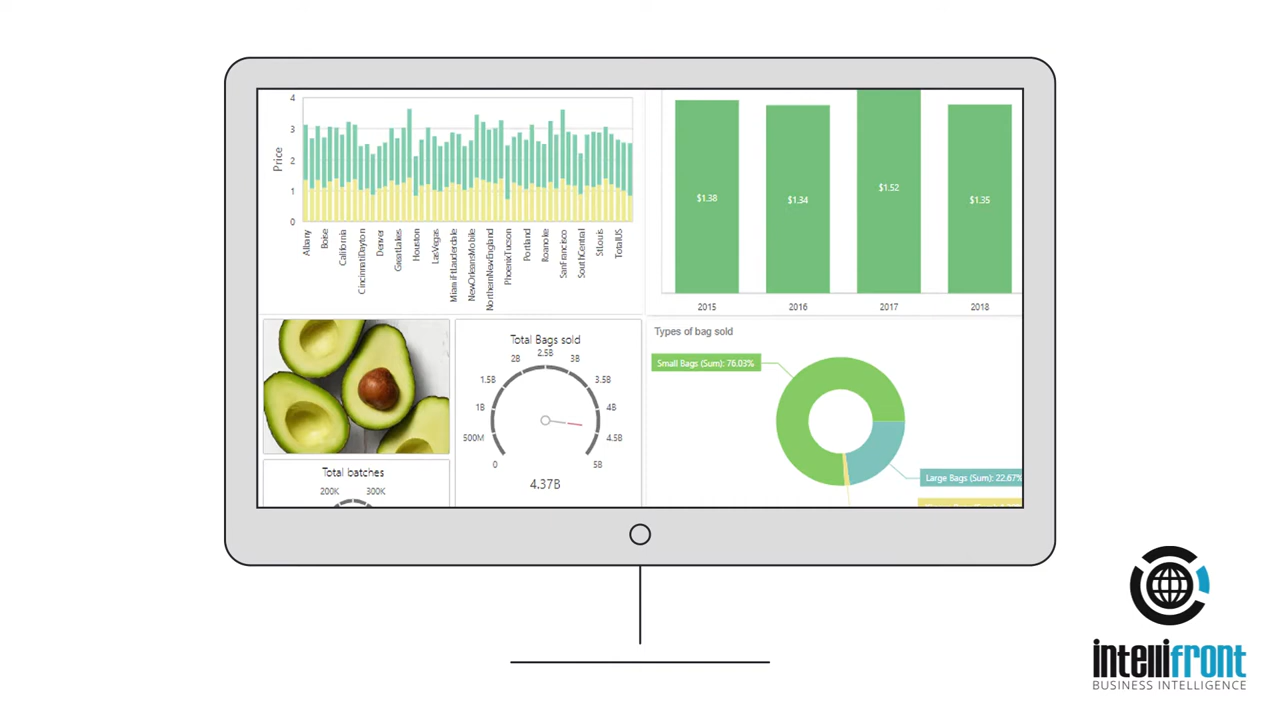 4
3
2
1
0
Price
Albany
Boise
California
CincinnatiDayton
Denver
GreatLakes
Houston
LasVegas
MiamiFtLauderdale
NewOrleansMobile
NorthernNewEngland
PhoenixTucson
Portland
Roanoke
SanFrancisco
SouthCentral
StLouis
TotalUS
$1.38
$1.34
$1.52
$1.35
2015
2016
2017
2018
Total Bags sold
0
500M
1B
1.5B
2B
2.5B
3B
3.5B
4B
4.5B
5B
4.37B
Total batches
200K
300K
Types of bag sold
Small Bags (Sum): 76.03%
Large Bags (Sum): 22.67%
intellifront
BUSINESS INTELLIGENCE